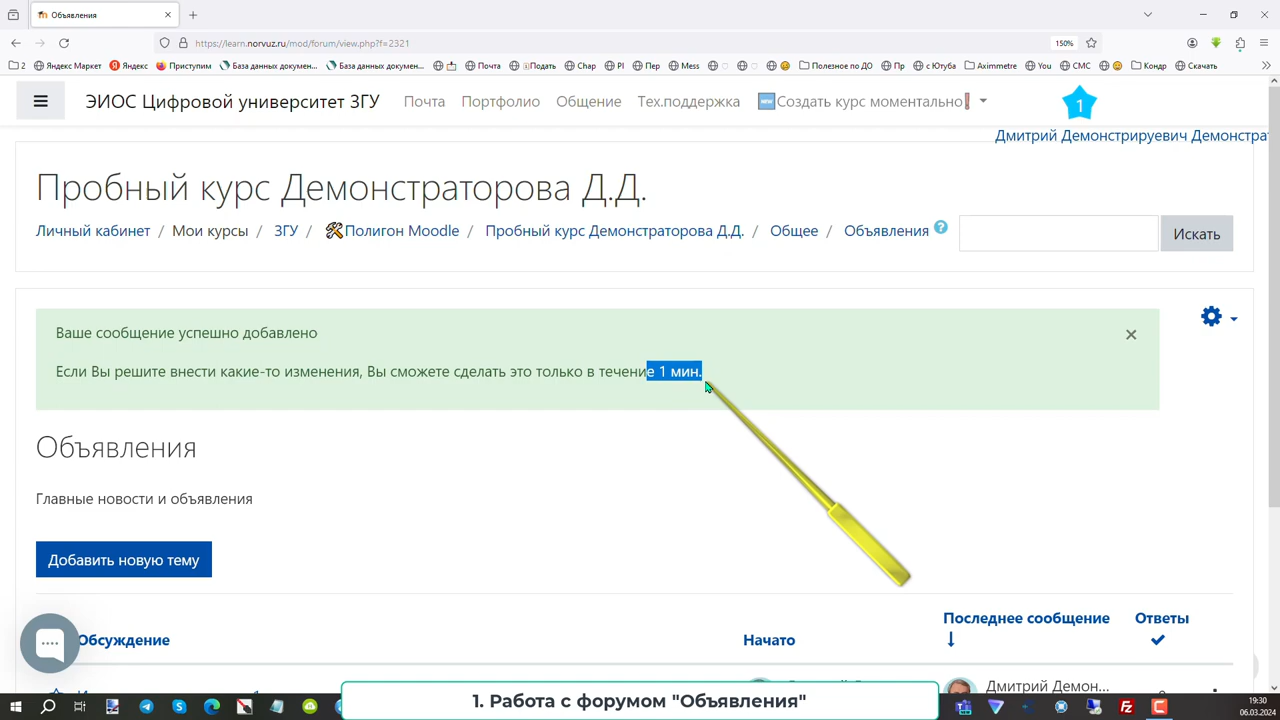 Объявления
https://learn.norvuz.ru/mod/forum/view.php?f=2321
150%
2 Яндекс Маркет Яндекс Приступим База данных докумен... База данных докумен... Почта Подать Chap PI Пер Mess Полезное по ДО Пр с Ютуба Aximmetre You СМС Кондр Скачать
ЭИОС Цифровой университет ЗГУ Почта Портфолио Общение Тех.поддержка NEW Создать курс моментально❗ 1
Дмитрий Демонстрируевич Демонстрат
Пробный курс Демонстраторова Д.Д.
Личный кабинет / Мои курсы / ЗГУ / Полигон Moodle / Пробный курс Демонстраторова Д.Д. / Общее / Объявления ? Искать
Ваше сообщение успешно добавлено ×
Если Вы решите внести какие-то изменения, Вы сможете сделать это только в течение 1 мин.
Объявления
Главные новости и объявления
Добавить новую тему
Обсуждение Начато Последнее сообщение Ответы
Дмитрий Демон...
1. Работа с форумом "Объявления"
19:30
06.03.2024